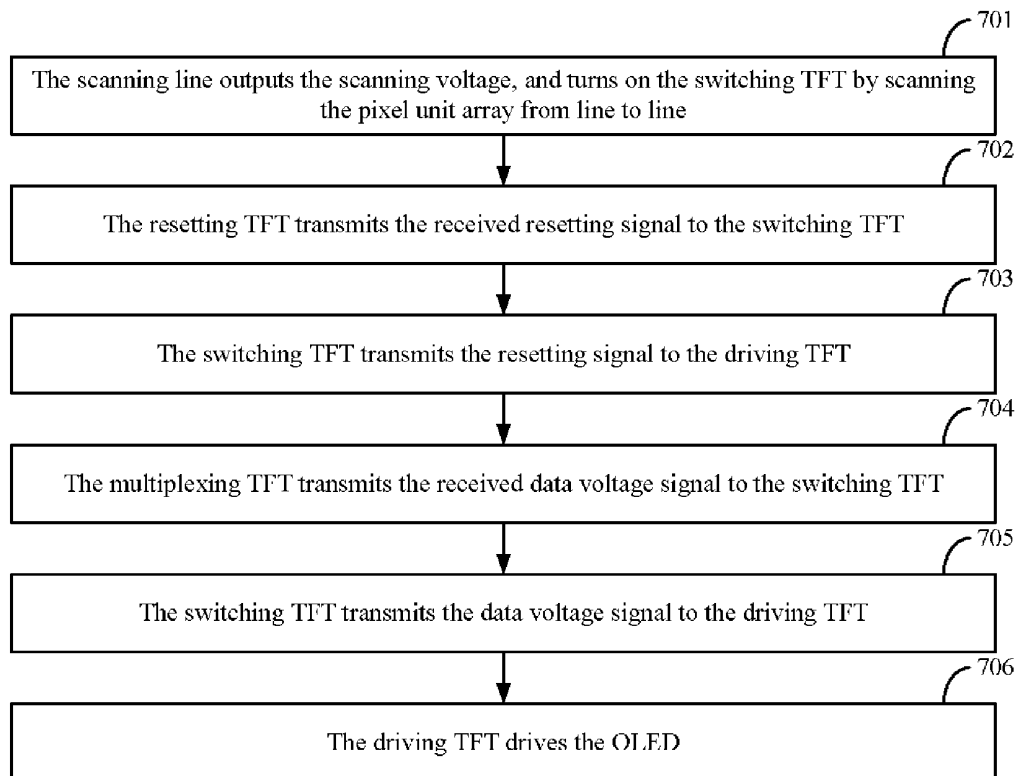 701
The scanning line outputs the scanning voltage, and turns on the switching TFT by scanning
the pixel unit array from line to line
702
The resetting TFT transmits the received resetting signal to the switching TFT
703
The switching TFT transmits the resetting signal to the driving TFT
704
The multiplexing TFT transmits the received data voltage signal to the switching TFT
705
The switching TFT transmits the data voltage signal to the driving TFT
706
The driving TFT drives the OLED